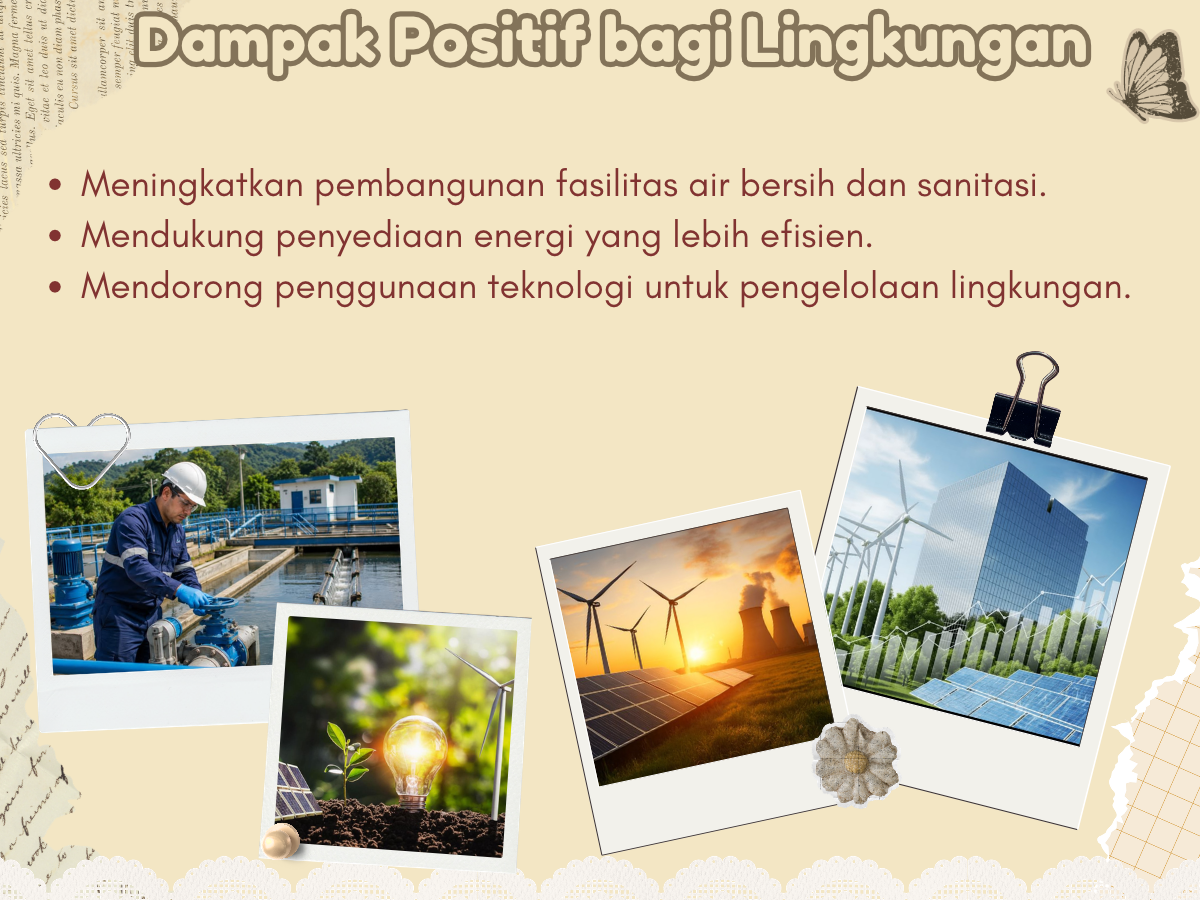 Dampak Positif bagi Lingkungan
• Meningkatkan pembangunan fasilitas air bersih dan sanitasi.
• Mendukung penyediaan energi yang lebih efisien.
• Mendorong penggunaan teknologi untuk pengelolaan lingkungan.